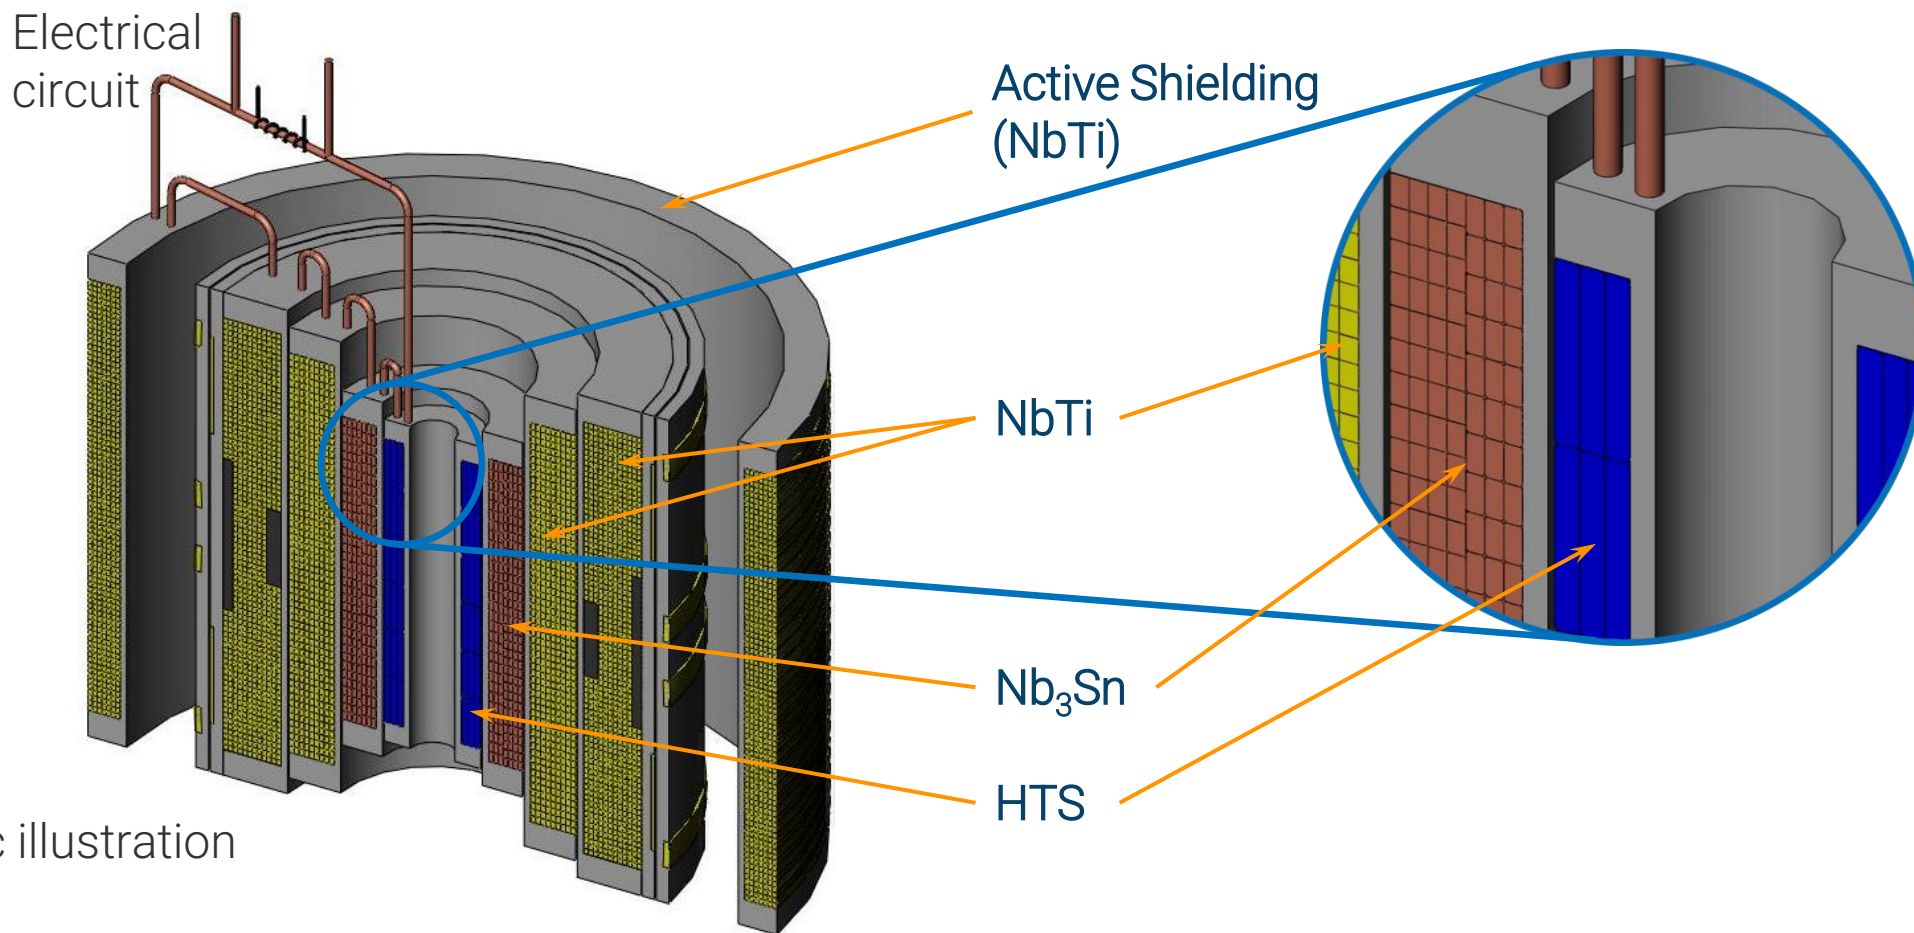 Electrical
circuit
Active Shielding
(NbTi)
NbTi
Nb₃Sn
HTS
illustration